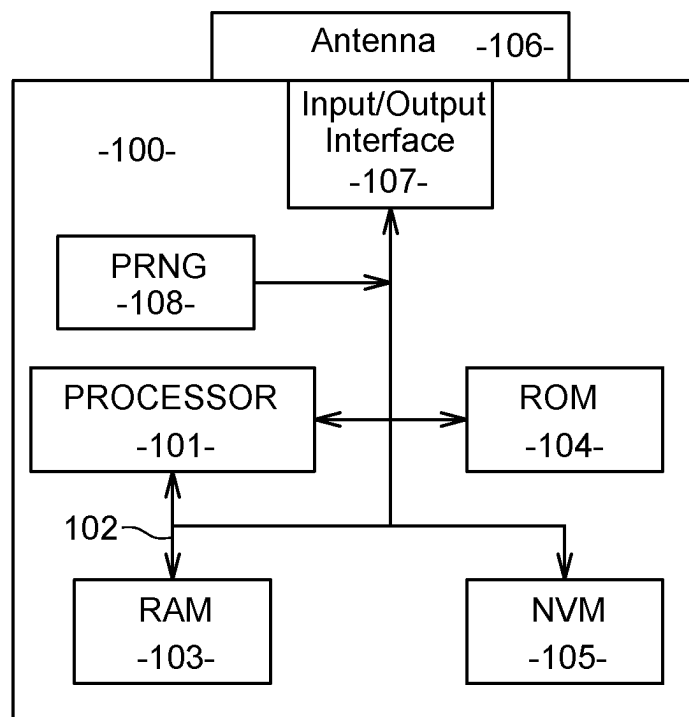 Antenna -106-
Input/Output
Interface
-107-
-100-
PRNG
-108-
PROCESSOR
-101-
ROM
-104-
102
RAM
-103-
NVM
-105-